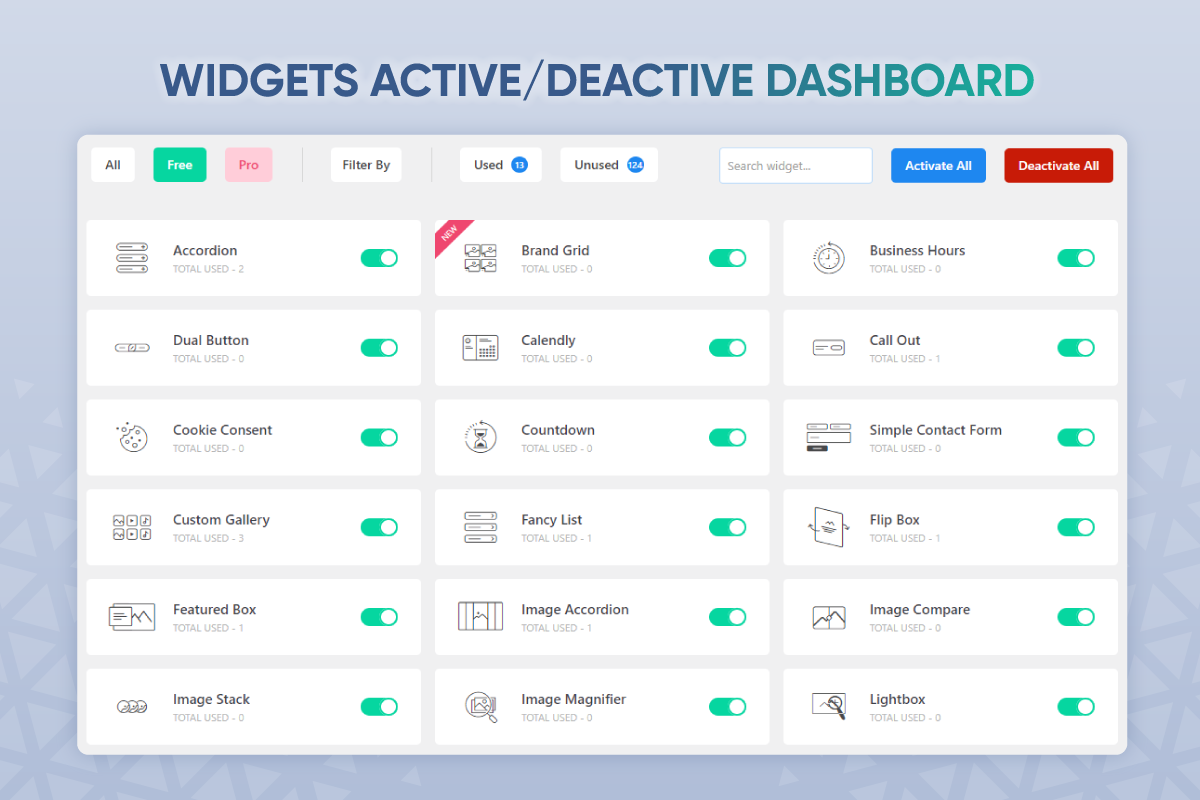 WIDGETS ACTIVE/DEACTIVE DASHBOARD
All Free Pro Filter By Used 13 Unused 124 Search widget... Activate All Deactivate All
Accordion
TOTAL USED - 2
NEW
Brand Grid
TOTAL USED - 0
Business Hours
TOTAL USED - 0
Dual Button
TOTAL USED - 0
Calendly
TOTAL USED - 0
Call Out
TOTAL USED - 1
Cookie Consent
TOTAL USED - 0
Countdown
TOTAL USED - 0
Simple Contact Form
TOTAL USED - 0
Custom Gallery
TOTAL USED - 3
Fancy List
TOTAL USED - 1
Flip Box
TOTAL USED - 1
Featured Box
TOTAL USED - 1
Image Accordion
TOTAL USED - 1
Image Compare
TOTAL USED - 0
Image Stack
TOTAL USED - 0
Image Magnifier
TOTAL USED - 0
Lightbox
TOTAL USED - 0